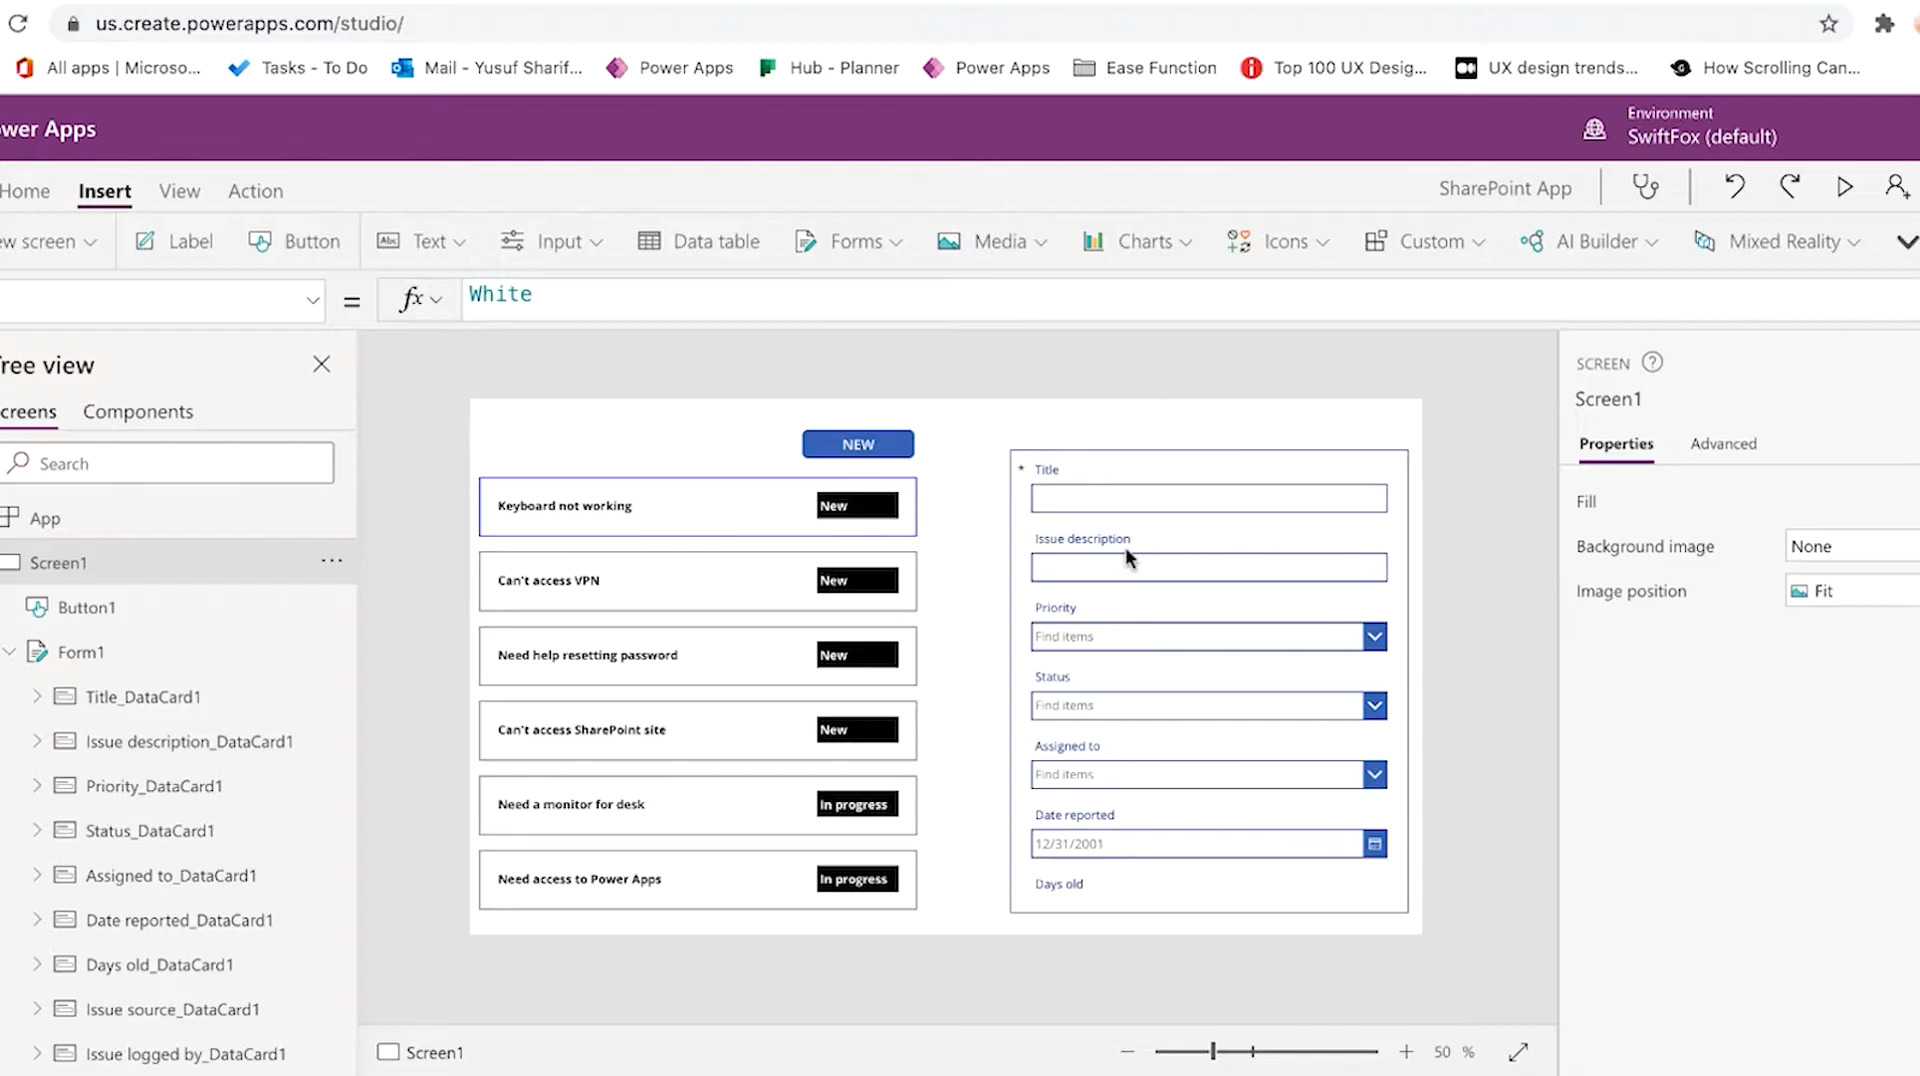 us.create.powerapps.com/studio/
All apps | Microso... Tasks - To Do Mail - Yusuf Sharif... Power Apps Hub - Planner Power Apps Ease Function Top 100 UX Desig... UX design trends... How Scrolling Can...
ower Apps
Environment
SwiftFox (default)
Home Insert View Action SharePoint App
ew screen Label Button Text Input Data table Forms Media Charts Icons Custom AI Builder Mixed Reality
= fx White
Tree view
creens Components
Search
App
Screen1 ...
Button1
Form1
Title_DataCard1
Issue description_DataCard1
Priority_DataCard1
Status_DataCard1
Assigned to_DataCard1
Date reported_DataCard1
Days old_DataCard1
Issue source_DataCard1
Issue logged by_DataCard1
NEW
Keyboard not working New
Can't access VPN New
Need help resetting password New
Can't access SharePoint site New
Need a monitor for desk In progress
Need access to Power Apps In progress
* Title
Issue description
Priority
Find items
Status
Find items
Assigned to
Find items
Date reported
12/31/2001
Days old
SCREEN ?
Screen1
Properties Advanced
Fill
Background image None
Image position Fit
Screen1
50 %